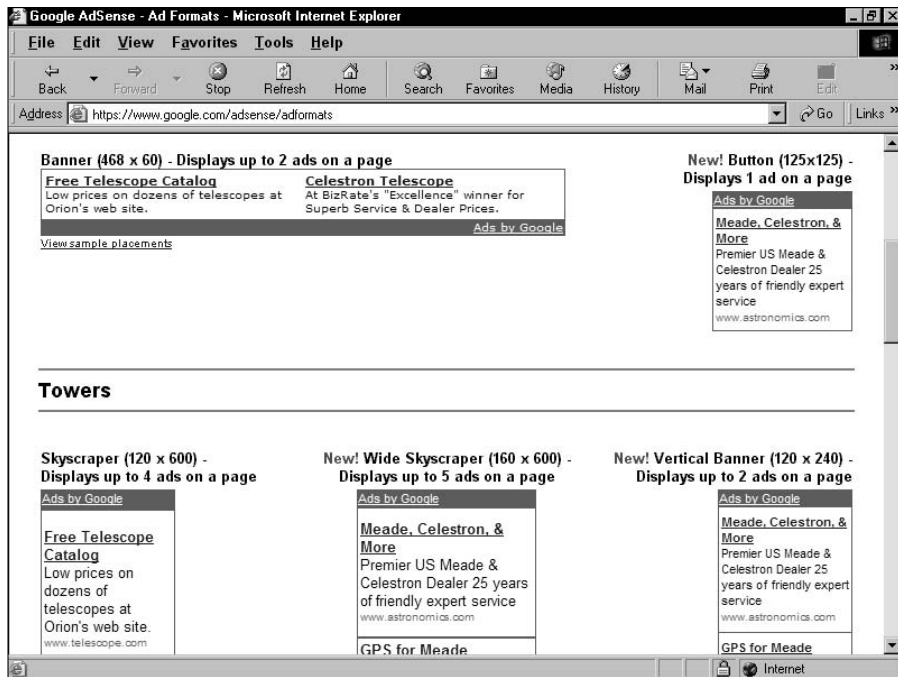 Google AdSense - Ad Formats - Microsoft Internet Explorer
File Edit View Favorites Tools Help
Back Forward Stop Refresh Home Search Favorites Media History Mail Print Edit »
Address https://www.google.com/adsense/adformats Go Links »
Banner (468 x 60) - Displays up to 2 ads on a page
Free Telescope Catalog
Low prices on dozens of telescopes at
Orion's web site.
Celestron Telescope
At BizRate's "Excellence" winner for
Superb Service & Dealer Prices.
Ads by Google
View sample placements
New! Button (125x125) -
Displays 1 ad on a page
Ads by Google
Meade, Celestron, &
More
Premier US Meade &
Celestron Dealer 25
years of friendly expert
service
www.astronomics.com
Towers
Skyscraper (120 x 600) -
Displays up to 4 ads on a page
Ads by Google
Free Telescope
Catalog
Low prices on
dozens of
telescopes at
Orion's web site.
www.telescope.com
New! Wide Skyscraper (160 x 600) -
Displays up to 5 ads on a page
Ads by Google
Meade, Celestron, &
More
Premier US Meade &
Celestron Dealer 25 years
of friendly expert service
www.astronomics.com
GPS for Meade
New! Vertical Banner (120 x 240) -
Displays up to 2 ads on a page
Ads by Google
Meade, Celestron, &
More
Premier US Meade &
Celestron Dealer 25
years of friendly expert
service
www.astronomics.com
GPS for Meade
Internet